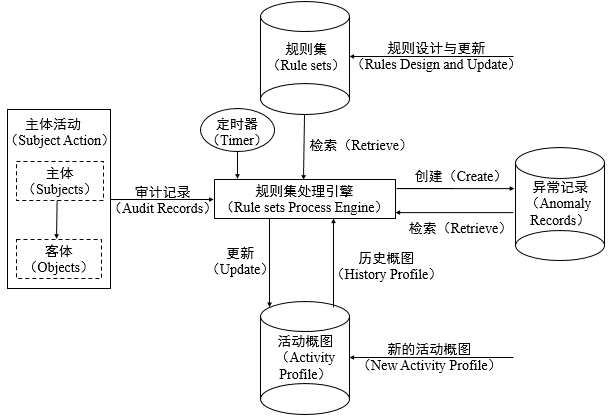 规则集
（Rule sets）
规则设计与更新
（Rules Design and Update）
定时器
（Timer）
检索（Retrieve）
主体活动
（Subject Action）
主体
（Subjects）
客体
（Objects）
审计记录
（Audit Records）
规则集处理引擎
（Rule sets Process Engine）
创建（Create）
检索（Retrieve）
异常记录
（Anomaly
Records）
更新
（Update）
历史概图
（History Profile）
活动概图
（Activity
Profile）
新的活动概图
（New Activity Profile）